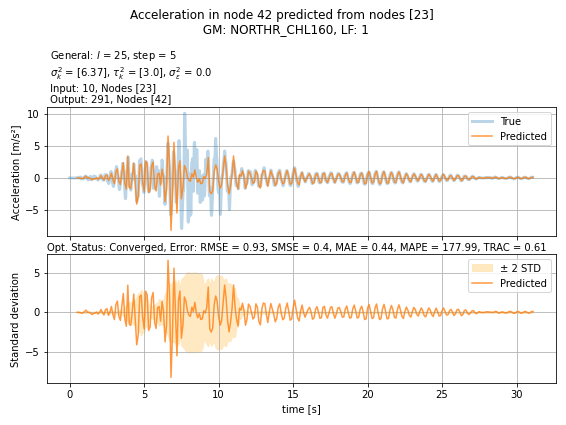 Acceleration in node 42 predicted from nodes [23]
GM: NORTHR_CHL160, LF: 1
General: l = 25, step = 5
σ²ₖ = [6.37], τ²ₖ = [3.0], σ²ε = 0.0
Input: 10, Nodes [23]
Output: 291, Nodes [42]
Acceleration [m/s²]
10
5
0
−5
True
Predicted
Opt. Status: Converged, Error: RMSE = 0.93, SMSE = 0.4, MAE = 0.44, MAPE = 177.99, TRAC = 0.61
Standard deviation
5
0
−5
± 2 STD
Predicted
0 5 10 15 20 25 30
time [s]